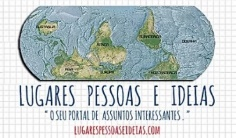 LUGARES PESSOAS E IDEIAS
" O SEU PORTAL DE ASSUNTOS INTERESSANTES . "
LUGARESPESSOASEIDEIAS.COM